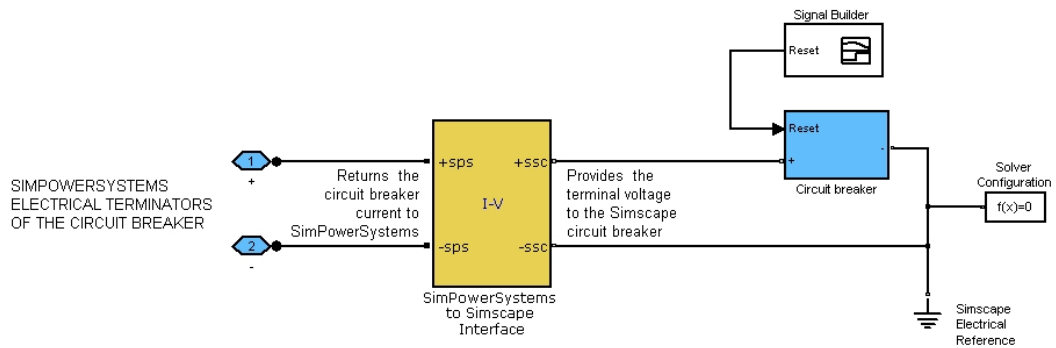 Signal Builder
Reset
Reset
+
-
Circuit breaker
Solver
Configuration
f(x)=0
SIMPOWERSYSTEMS
ELECTRICAL TERMINATORS
OF THE CIRCUIT BREAKER
1
+
2
-
Returns the
circuit breaker
current to
SimPowerSystems
+sps
+ssc
I-V
-sps
-ssc
SimPowerSystems
to Simscape
Interface
Provides the
terminal voltage
to the Simscape
circuit breaker
Simscape
Electrical
Reference